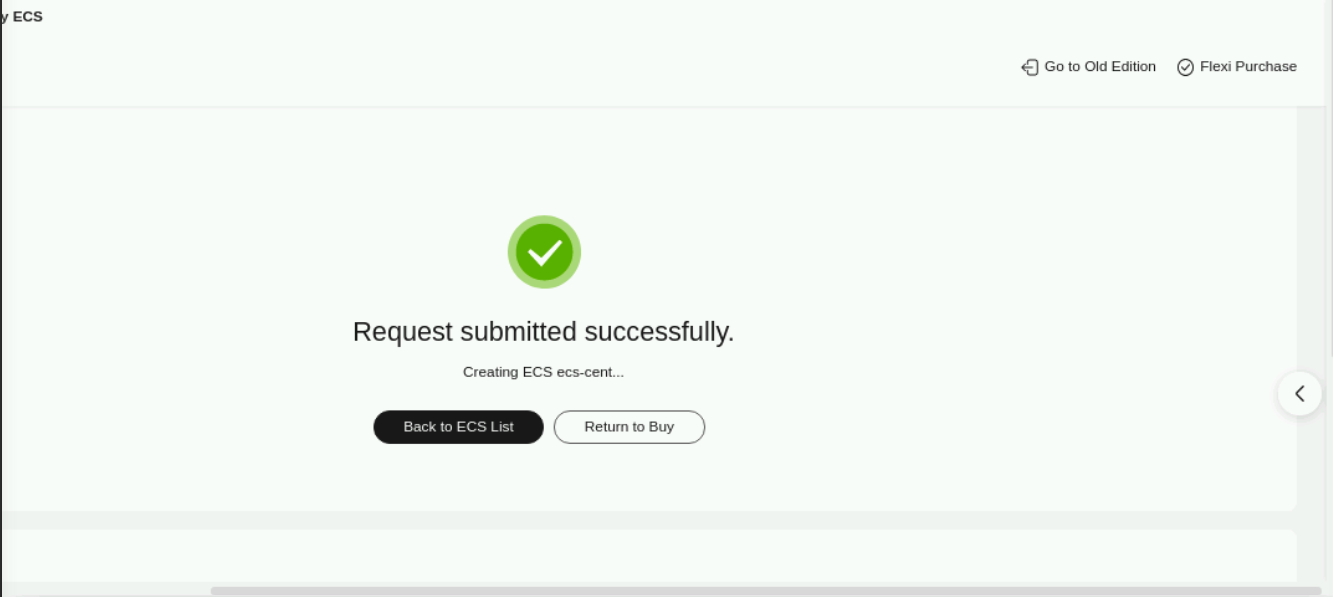 y ECS
Go to Old Edition
Flexi Purchase
Request submitted successfully.
Creating ECS ecs-cent...
Back to ECS List
Return to Buy